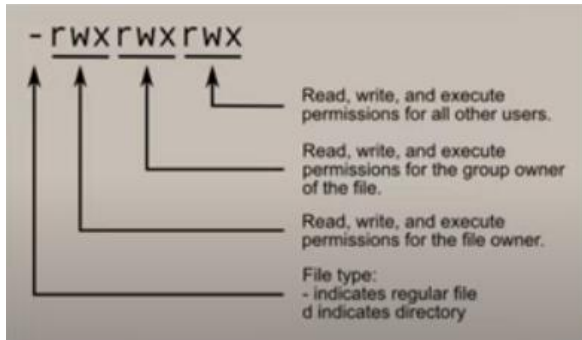 -rwxrwxrwx
Read, write, and execute
permissions for all other users.
Read, write, and execute
permissions for the group owner
of the file.
Read, write, and execute
permissions for the file owner.
File type:
- indicates regular file
d indicates directory